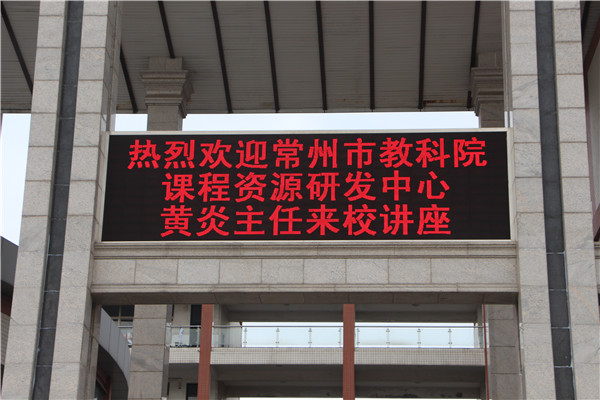 热烈欢迎常州市教科院
课程资源研发中心
黄炎主任来校讲座